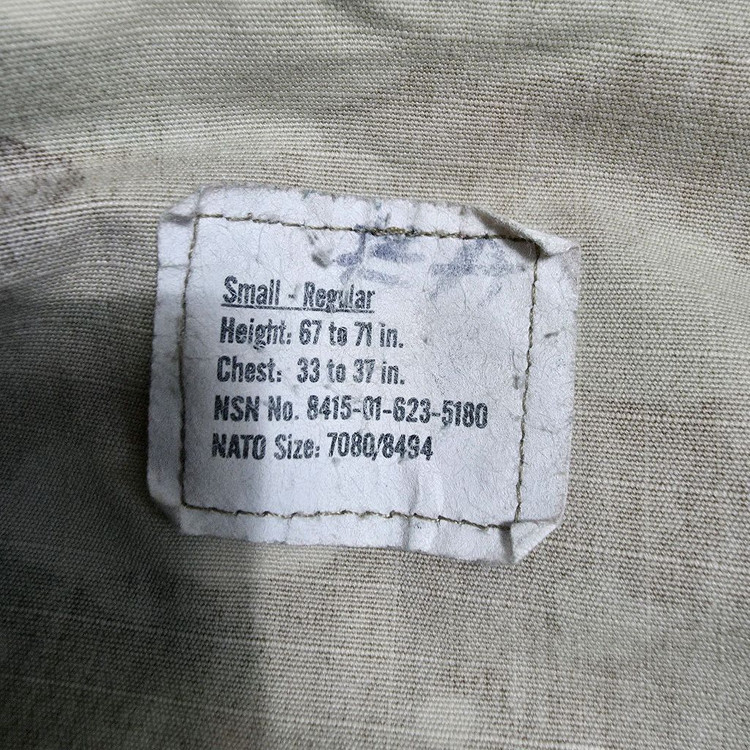 Small - Regular
Height: 67 to 71 in.
Chest: 33 to 37 in.
NSN No. 8415-01-623-5180
NATO Size: 7080/8494